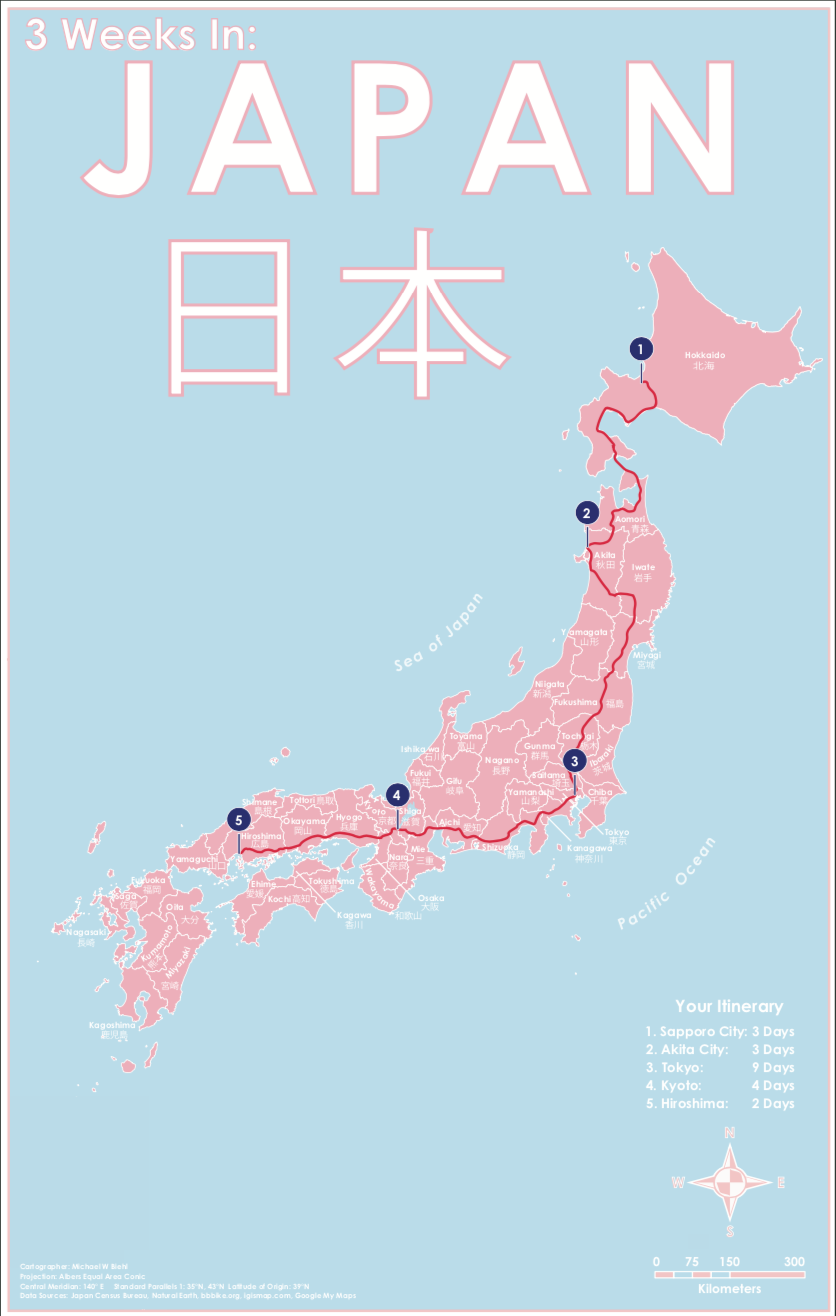 3 Weeks In:
JAPAN
日本
1
Hokkaido
北海
2
Aomori
青森
Akita
秋田
Iwate
岩手
Sea of Japan
Yamagata
山形
Miyagi
宮城
Niigata
新潟
Fukushima 福島
Toyama
富山
Ishikawa
石川
Tochigi
栃木
Gunma
群馬
Ibaraki
茨城
3
Nagano
長野
Fukui
福井
Gifu
岐阜
Saitama
埼玉
Yamanashi
山梨
Chiba
千葉
4
Shiga
滋賀
Kyoto
京都
Shimane
島根
Tottori 鳥取
Hyogo
兵庫
Okayama
岡山
5
Hiroshima
広島
Aichi 愛知
Tokyo
東京
Shizuoka
静岡
Kanagawa
神奈川
Mie
三重
Nara
奈良
Yamaguchi
山口
Fukuoka
福岡
Saga
佐賀
Ehime
愛媛
Tokushima
徳島
Kochi 高知
Wakayama
和歌山
Osaka
大阪
Kagawa
香川
Oita
大分
Nagasaki
長崎
Kumamoto
熊本
Miyazaki
宮崎
Kagoshima
鹿児島
Pacific Ocean
Your Itinerary
1. Sapporo City: 3 Days
2. Akita City: 3 Days
3. Tokyo: 9 Days
4. Kyoto: 4 Days
5. Hiroshima: 2 Days
N
W E
S
0 75 150 300
Kilometers
Cartographer: Michael W Biehl
Projection: Albers Equal Area Conic
Central Meridian: 140° E Standard Parallels 1: 35°N, 43°N Latitude of Origin: 39°N
Data Sources: Japan Census Bureau, Natural Earth, bbbike.org, igismap.com, Google My Maps